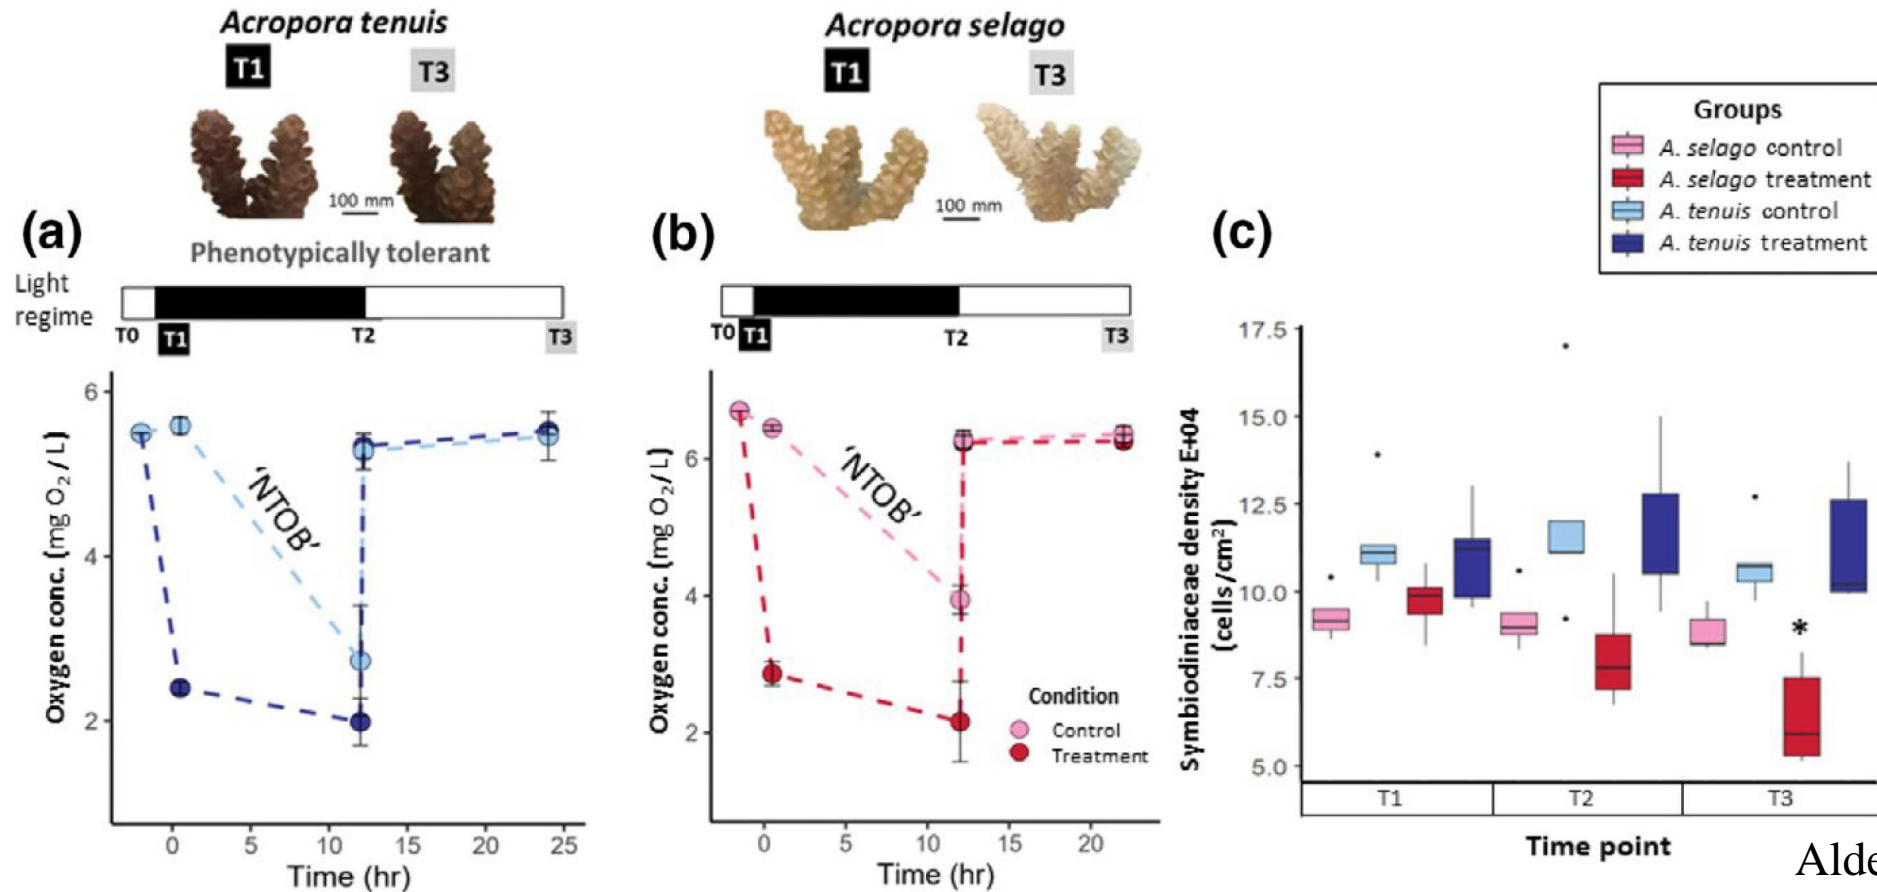 Acropora tenuis
T1
T3
100 mm
(a)
Phenotypically tolerant
Light
regime
T0
T1
T2
T3
Oxygen conc. (mg O2 / L)
6
4
2
'NTOB'
0
5
10
15
20
25
Time (hr)
Acropora selago
T1
T3
100 mm
(b)
T0
T1
T2
T3
Oxygen conc. (mg O2 / L)
6
4
2
'NTOB'
Condition
Control
Treatment
0
5
10
15
20
Time (hr)
(c)
Groups
A. selago control
A. selago treatment
A. tenuis control
A. tenuis treatment
Symbiodiniaceae density E+04
(cells /cm2)
17.5
15.0
12.5
10.0
7.5
5.0
*
T1
T2
T3
Time point
Alde